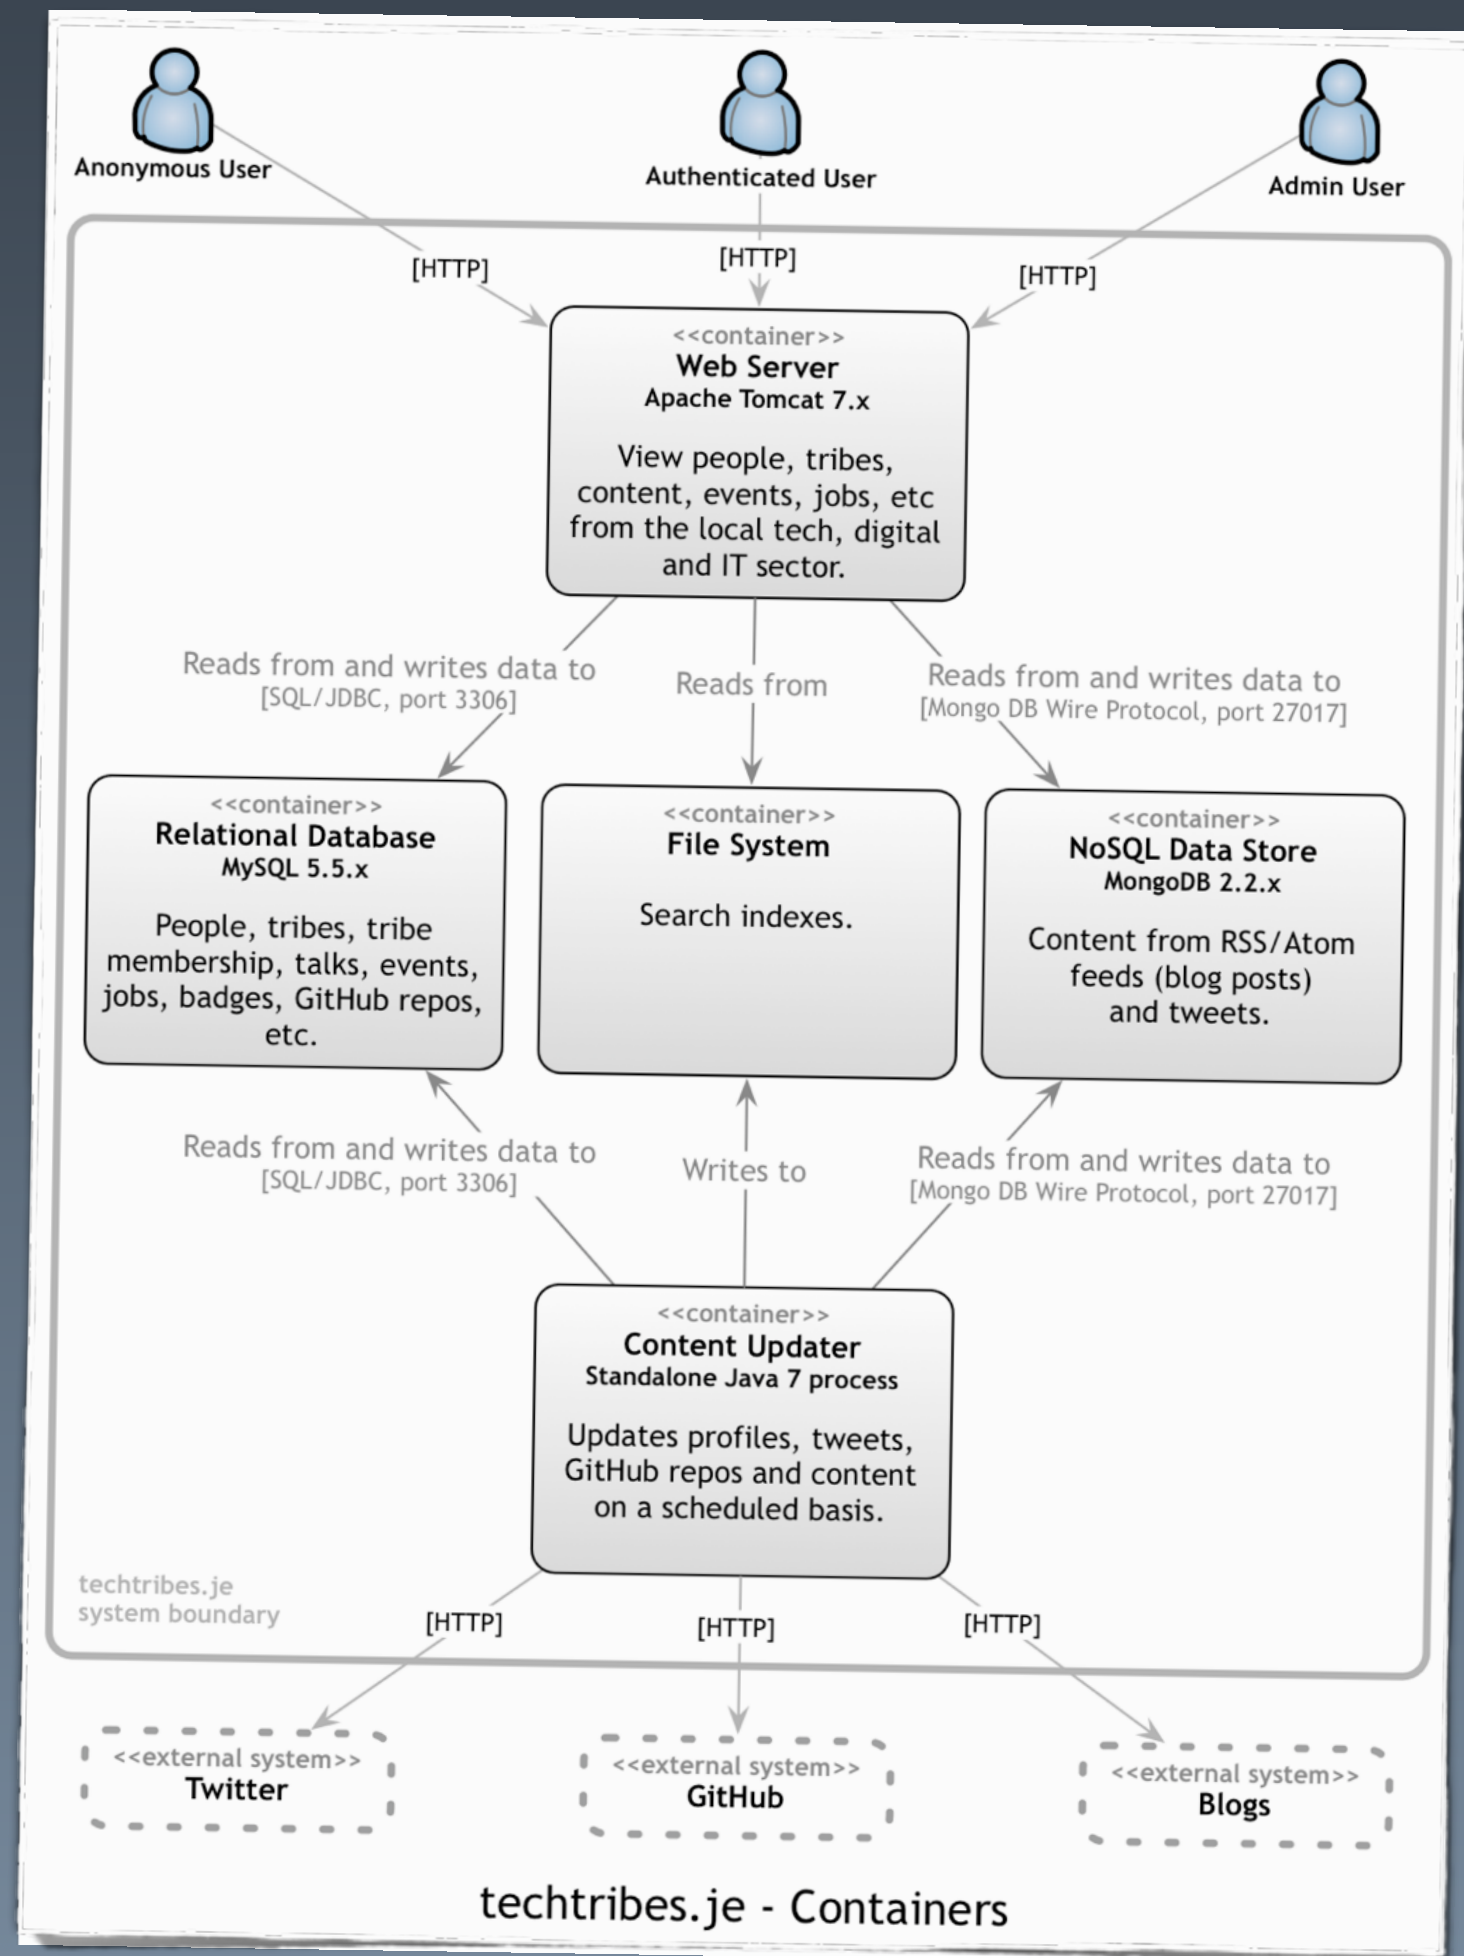 Anonymous User
Authenticated User
Admin User
[HTTP]
[HTTP]
[HTTP]
<<container>>
Web Server
Apache Tomcat 7.x
View people, tribes,
content, events, jobs, etc
from the local tech, digital
and IT sector.
Reads from and writes data to
[SQL/JDBC, port 3306]
Reads from
Reads from and writes data to
[Mongo DB Wire Protocol, port 27017]
<<container>>
Relational Database
MySQL 5.5.x
People, tribes, tribe
membership, talks, events,
jobs, badges, GitHub repos,
etc.
<<container>>
File System
Search indexes.
<<container>>
NoSQL Data Store
MongoDB 2.2.x
Content from RSS/Atom
feeds (blog posts)
and tweets.
Reads from and writes data to
[SQL/JDBC, port 3306]
Writes to
Reads from and writes data to
[Mongo DB Wire Protocol, port 27017]
<<container>>
Content Updater
Standalone Java 7 process
Updates profiles, tweets,
GitHub repos and content
on a scheduled basis.
techtribes.je
system boundary
[HTTP]
[HTTP]
[HTTP]
<<external system>>
Twitter
<<external system>>
GitHub
<<external system>>
Blogs
techtribes.je - Containers